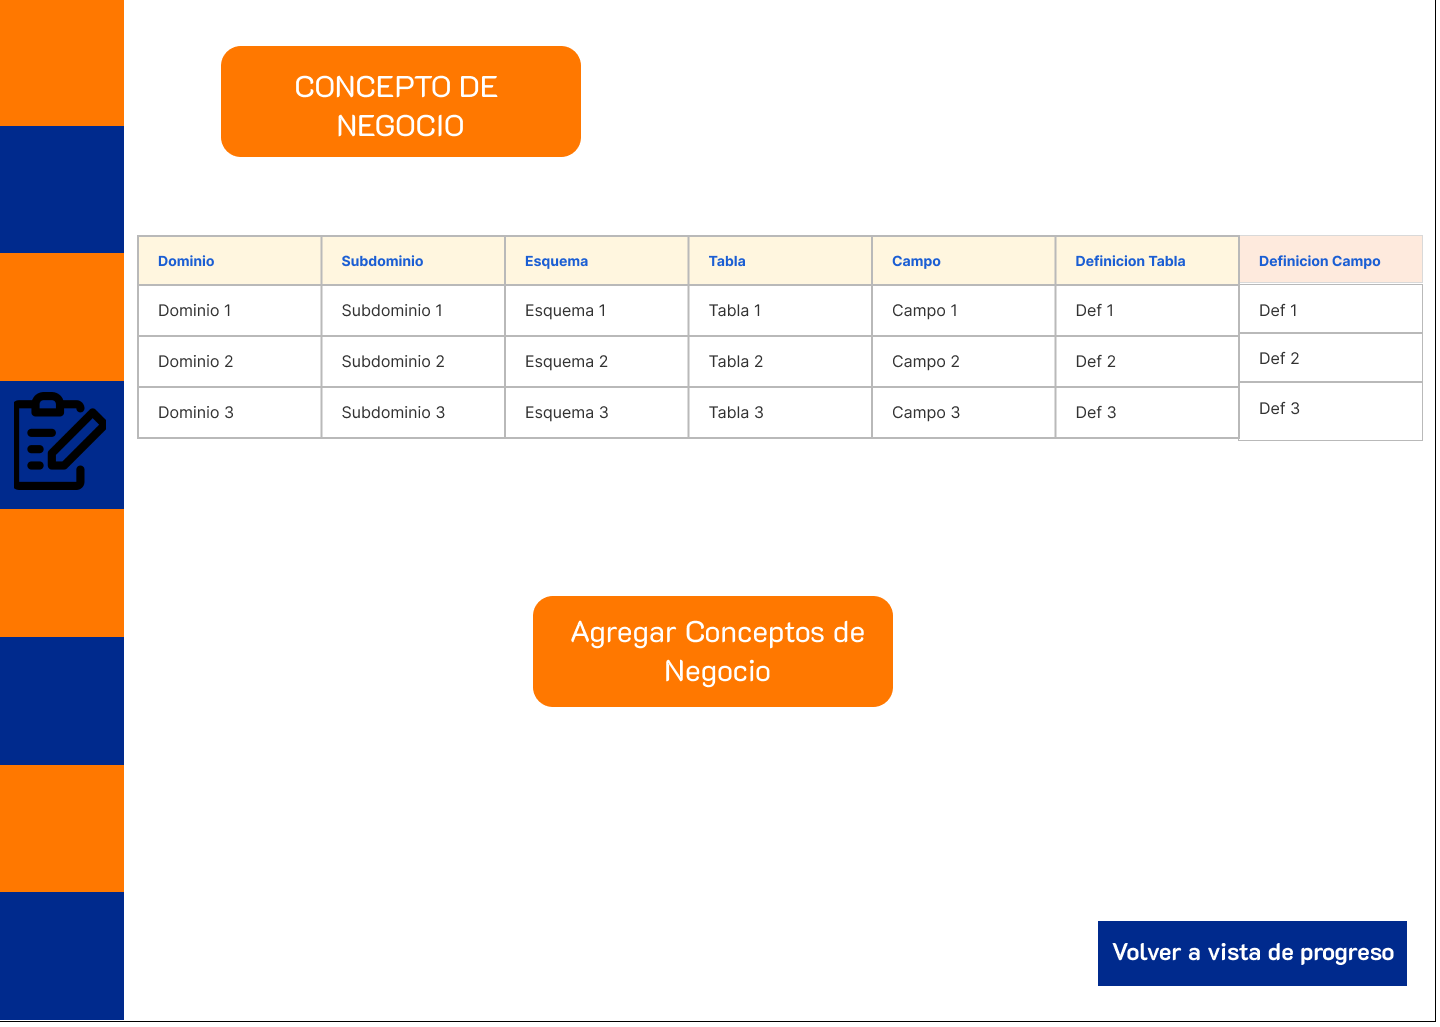 CONCEPTO DE
NEGOCIO
Dominio Subdominio Esquema Tabla Campo Definicion Tabla Definicion Campo
Dominio 1 Subdominio 1 Esquema 1 Tabla 1 Campo 1 Def 1 Def 1
Dominio 2 Subdominio 2 Esquema 2 Tabla 2 Campo 2 Def 2 Def 2
Dominio 3 Subdominio 3 Esquema 3 Tabla 3 Campo 3 Def 3 Def 3
Agregar Conceptos de
Negocio
Volver a vista de progreso